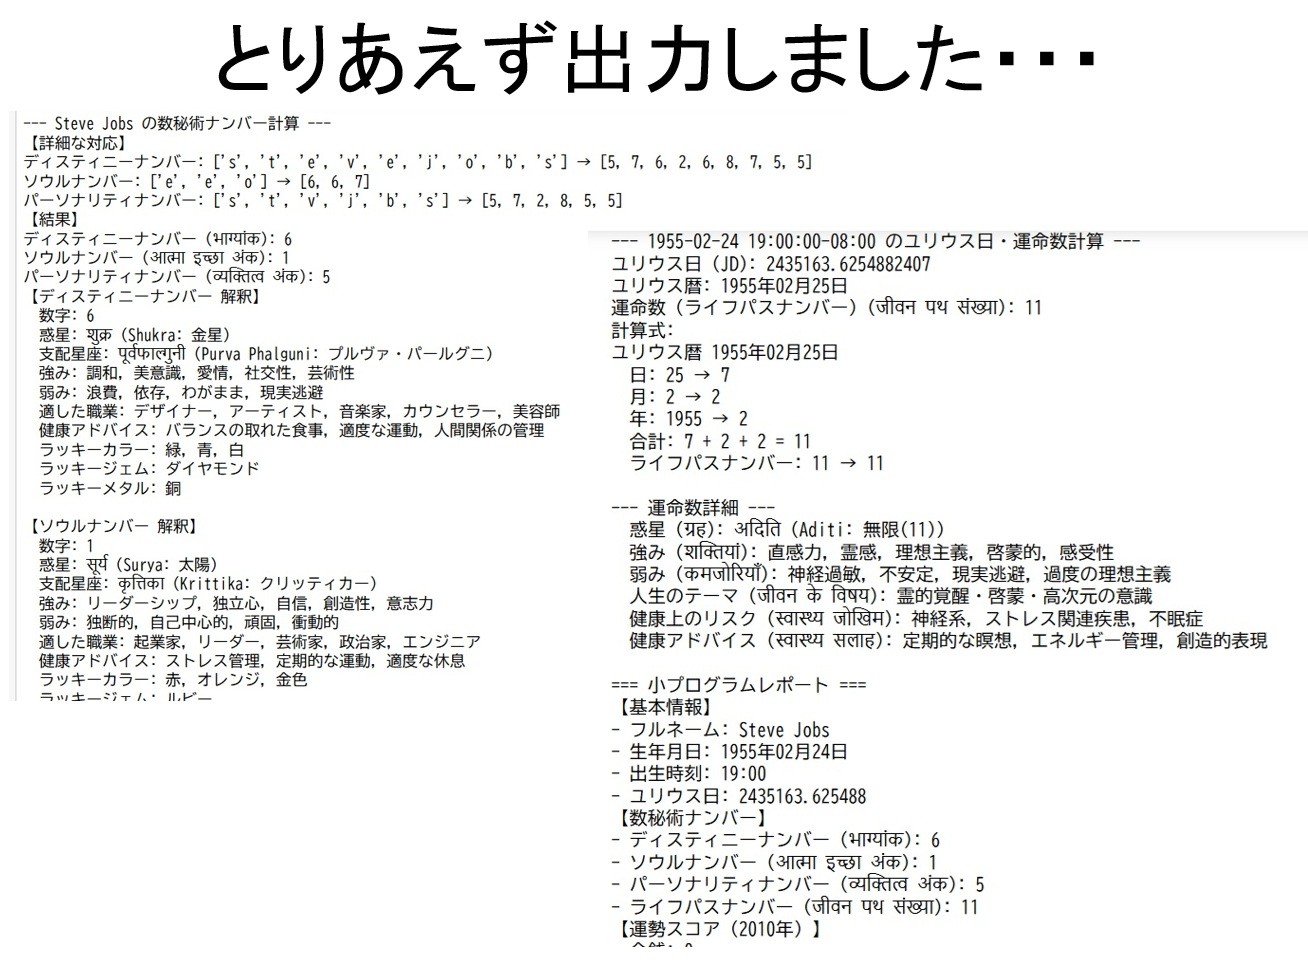 とりあえず出力しました・・・
--- Steve Jobs の数秘術ナンバー計算 ---
【詳細な対応】
ディスティニーナンバー: ['s', 't', 'e', 'v', 'e', 'j', 'o', 'b', 's'] → [5, 7, 6, 2, 6, 8, 7, 5, 5]
ソウルナンバー: ['e', 'e', 'o'] → [6, 6, 7]
パーソナリティナンバー: ['s', 't', 'v', 'j', 'b', 's'] → [5, 7, 2, 8, 5, 5]
【結果】
ディスティニーナンバー (भाग्यांक): 6
ソウルナンバー (आत्मा इच्छा अंक): 1
パーソナリティナンバー (व्यक्तित्व अंक): 5
【ディスティニーナンバー 解釈】
数字: 6
惑星: शुक्र (Shukra: 金星)
支配星座: पूर्वफाल्गुनी (Purva Phalguni: プルヴァ・パールグニ)
強み: 調和, 美意識, 愛情, 社交性, 芸術性
弱み: 浪費, 依存, わがまま, 現実逃避
適した職業: デザイナー, アーティスト, 音楽家, カウンセラー, 美容師
健康アドバイス: バランスの取れた食事, 適度な運動, 人間関係の管理
ラッキーカラー: 緑, 青, 白
ラッキージェム: ダイヤモンド
ラッキーメタル: 銅
【ソウルナンバー 解釈】
数字: 1
惑星: सूर्य (Surya: 太陽)
支配星座: कृत्तिका (Krittika: クリッティカー)
強み: リーダーシップ, 独立心, 自信, 創造性, 意志力
弱み: 独断的, 自己中心的, 頑固, 衝動的
適した職業: 起業家, リーダー, 芸術家, 政治家, エンジニア
健康アドバイス: ストレス管理, 定期的な運動, 適度な休息
ラッキーカラー: 赤, オレンジ, 金色
ラッキージェム: ルビー
--- 1955-02-24 19:00:00-08:00 のユリウス日・運命数計算 ---
ユリウス日 (JD): 2435163.6254882407
ユリウス暦: 1955年02月25日
運命数 (ライフパスナンバー) (जीवन पथ संख्या): 11
計算式:
ユリウス暦 1955年02月25日
日: 25 → 7
月: 2 → 2
年: 1955 → 2
合計: 7 + 2 + 2 = 11
ライフパスナンバー: 11 → 11
--- 運命数詳細 ---
惑星 (ग्रह): अदिति (Aditi: 無限(11))
強み (शक्तियां): 直感力, 霊感, 理想主義, 啓蒙的, 感受性
弱み (कमजोरियाँ): 神経過敏, 不安定, 現実逃避, 過度の理想主義
人生のテーマ (जीवन के विषय): 霊的覚醒・啓蒙・高次元の意識
健康上のリスク (स्वास्थ्य जोखिम): 神経系, ストレス関連疾患, 不眠症
健康アドバイス (स्वास्थ्य सलाह): 定期的な瞑想, エネルギー管理, 創造的表現
=== 小プログラムレポート ===
【基本情報】
- フルネーム: Steve Jobs
- 生年月日: 1955年02月24日
- 出生時刻: 19:00
- ユリウス日: 2435163.625488
【数秘術ナンバー】
- ディスティニーナンバー (भाग्यांक): 6
- ソウルナンバー (आत्मा इच्छा अंक): 1
- パーソナリティナンバー (व्यक्तित्व अंक): 5
- ライフパスナンバー (जीवन पथ संख्या): 11
【運勢スコア (2010年) 】